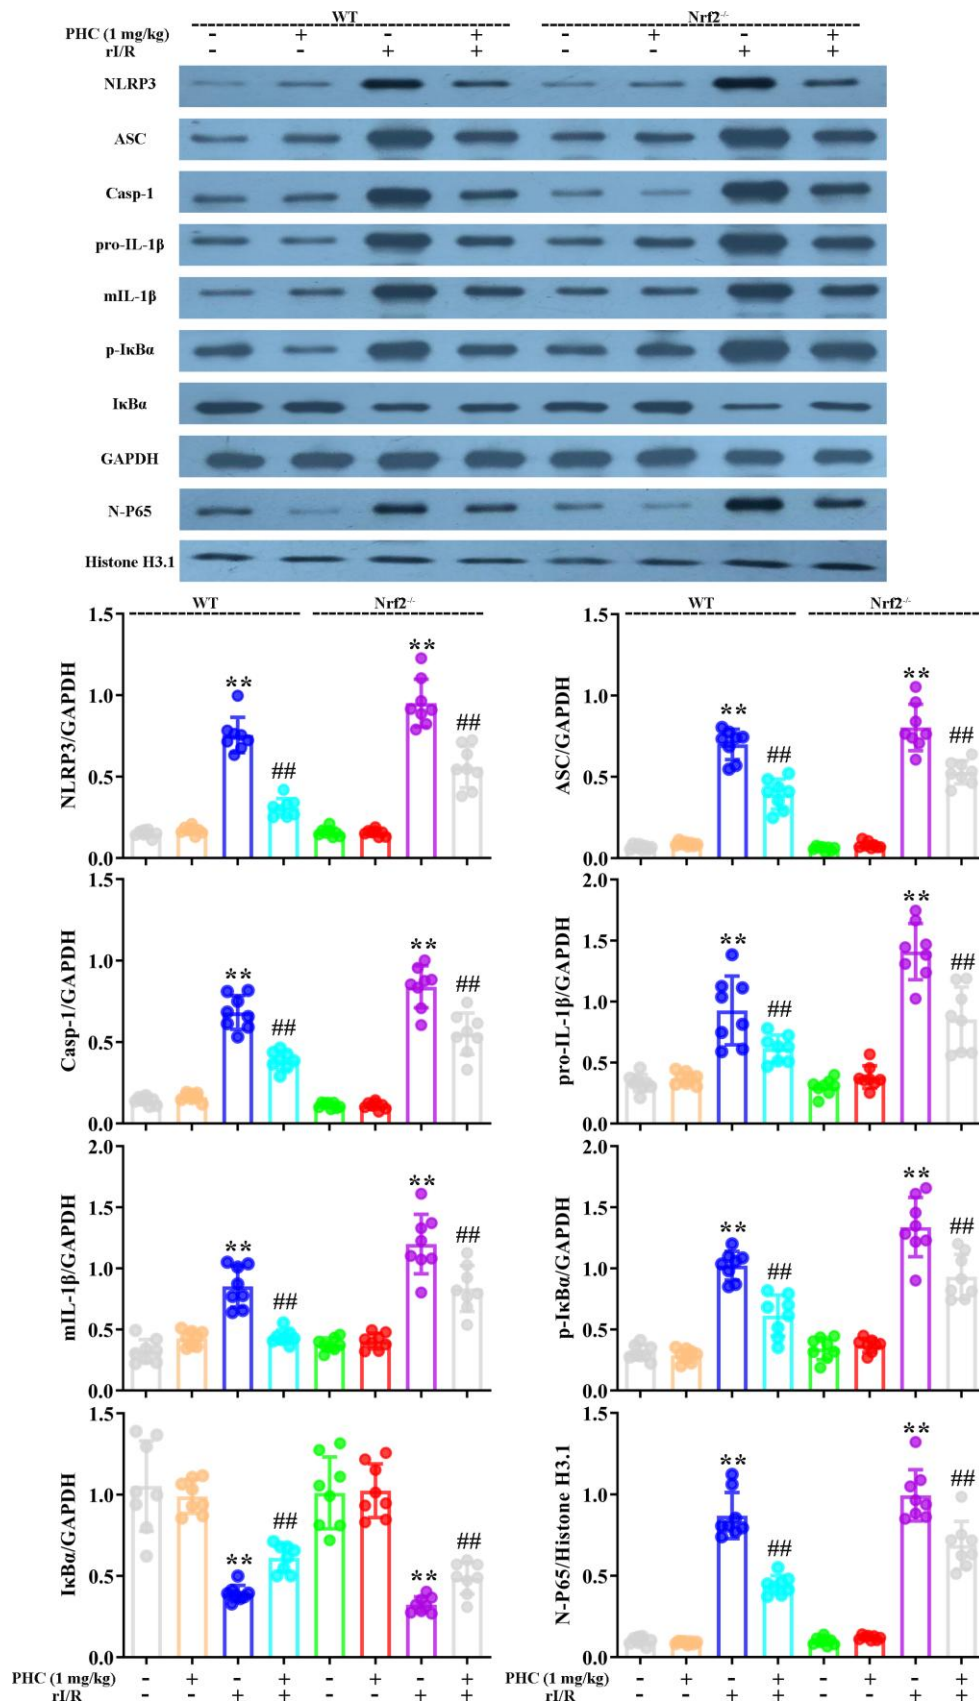 WT Nrf2-/-
PHC (1 mg/kg) - + - + - + - +
rI/R - - + + - - + +
NLRP3
ASC
Casp-1
pro-IL-1β
mIL-1β
p-IκBα
IκBα
GAPDH
N-P65
Histone H3.1
WT Nrf2-/-
NLRP3/GAPDH
1.5
1.0
0.5
0.0
**
##
**
##
WT Nrf2-/-
ASC/GAPDH
1.5
1.0
0.5
0.0
**
##
**
##
Casp-1/GAPDH
1.5
1.0
0.5
0.0
**
##
**
##
pro-IL-1β/GAPDH
2.0
1.5
1.0
0.5
0.0
**
##
**
##
mIL-1β/GAPDH
2.0
1.5
1.0
0.5
0.0
**
##
**
##
p-IκBα/GAPDH
2.0
1.5
1.0
0.5
0.0
**
##
**
##
IκBα/GAPDH
1.5
1.0
0.5
0.0
**
##
**
##
N-P65/Histone H3.1
1.5
1.0
0.5
0.0
**
##
**
##
PHC (1 mg/kg) - + - + - + - +
rI/R - - + + - - + +
PHC (1 mg/kg) - + - + - + - +
rI/R - - + + - - + +